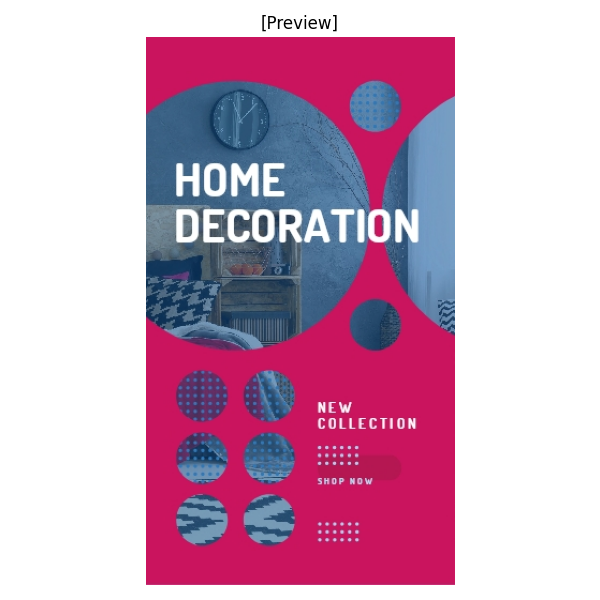 [Preview]
HOME
DECORATION
NEW
COLLECTION
SHOP NOW